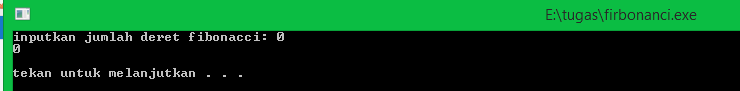 E:\tugas\firbonanci.exe
inputkan jumlah deret fibonacci: 0
0
tekan untuk melanjutkan . . .